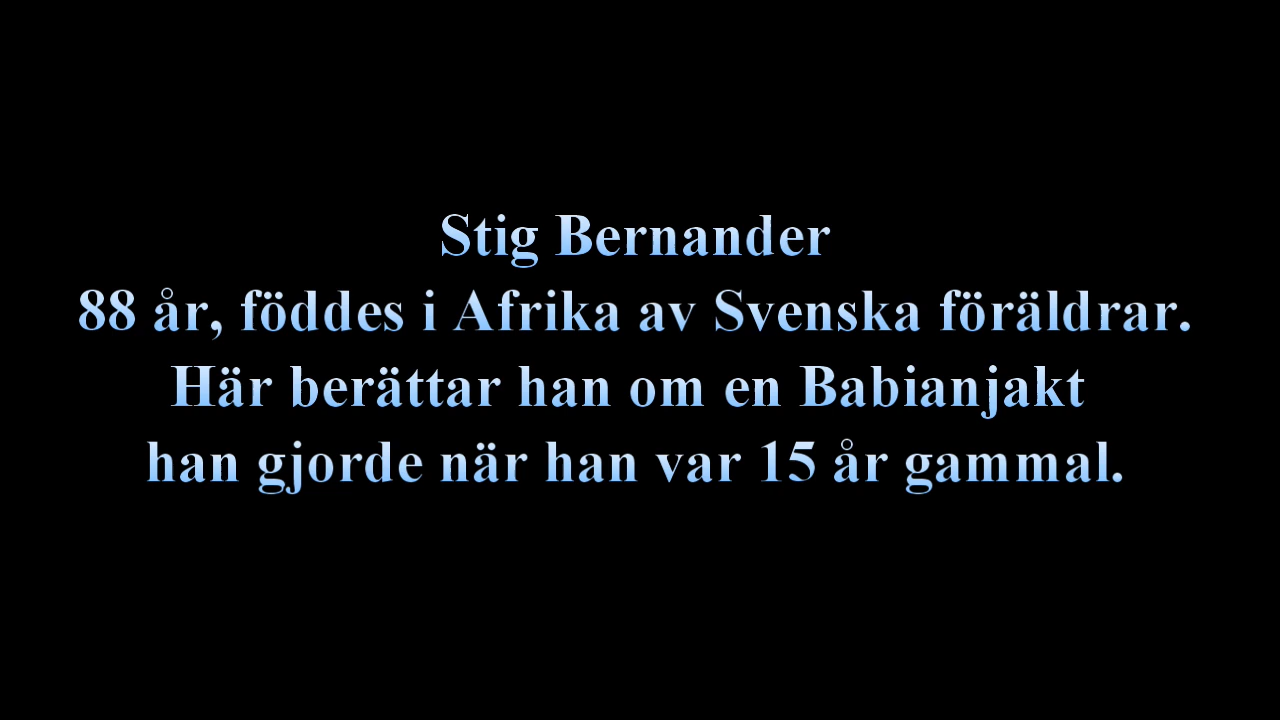 Stig Bernander
88 år, föddes i Afrika av Svenska föräldrar.
Här berättar han om en Babianjakt
han gjorde när han var 15 år gammal.